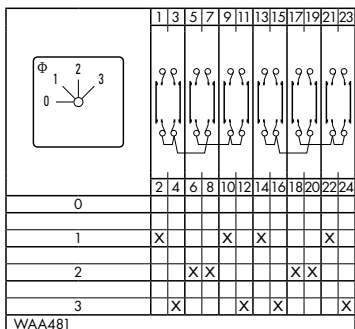 1 3 5 7 9 11 13 15 17 19 21 23
Φ
1 2 3
0
2 4 6 8 10 12 14 16 18 20 22 24
0
1 X X X X
2 X X X X
3 X X X X
WAA481